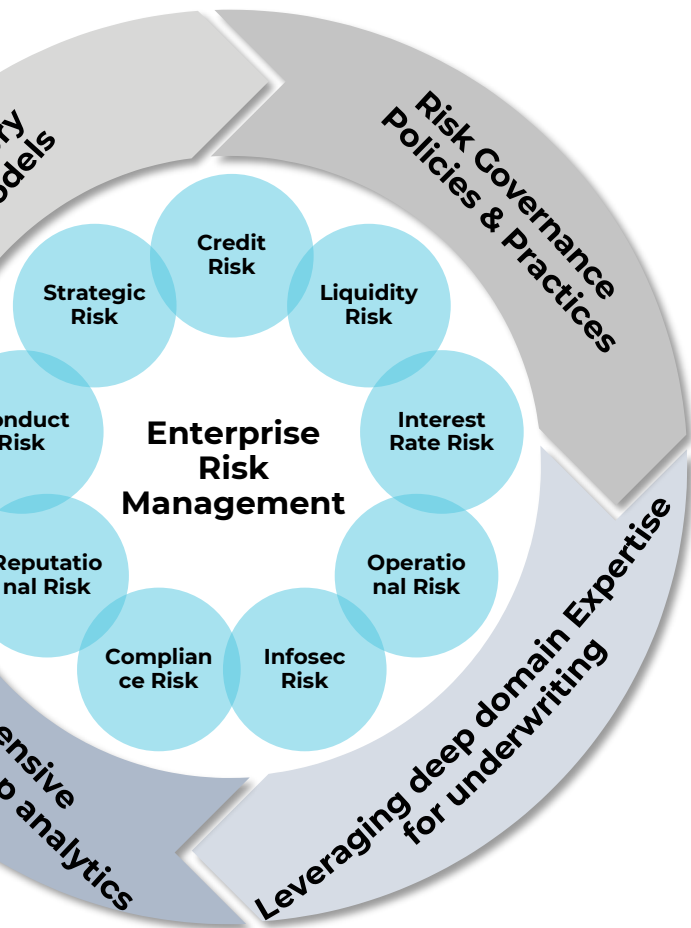 ry
odels
Risk Governance
Policies & Practices
Credit
Risk
Strategic
Risk
Liquidity
Risk
onduct
Risk
Enterprise
Risk
Management
Interest
Rate Risk
Reputatio
nal Risk
Operatio
nal Risk
Complian
ce Risk
Infosec
Risk
Leveraging deep domain Expertise
for underwriting
ensive
p analytics